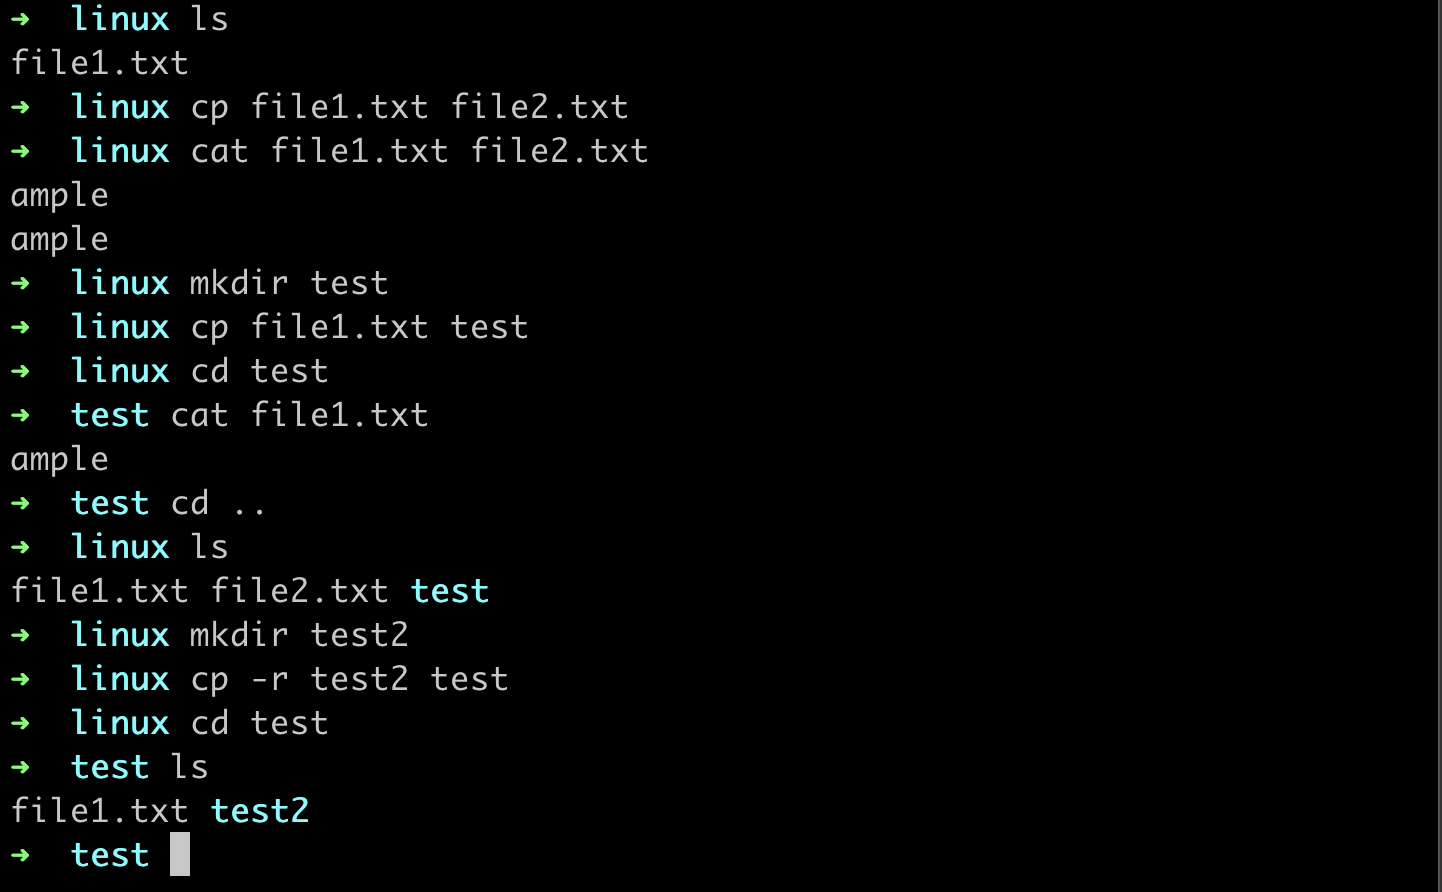 ➜  linux ls
file1.txt
➜  linux cp file1.txt file2.txt
➜  linux cat file1.txt file2.txt
ample
ample
➜  linux mkdir test
➜  linux cp file1.txt test
➜  linux cd test
➜  test cat file1.txt
ample
➜  test cd ..
➜  linux ls
file1.txt file2.txt test
➜  linux mkdir test2
➜  linux cp -r test2 test
➜  linux cd test
➜  test ls
file1.txt test2
➜  test